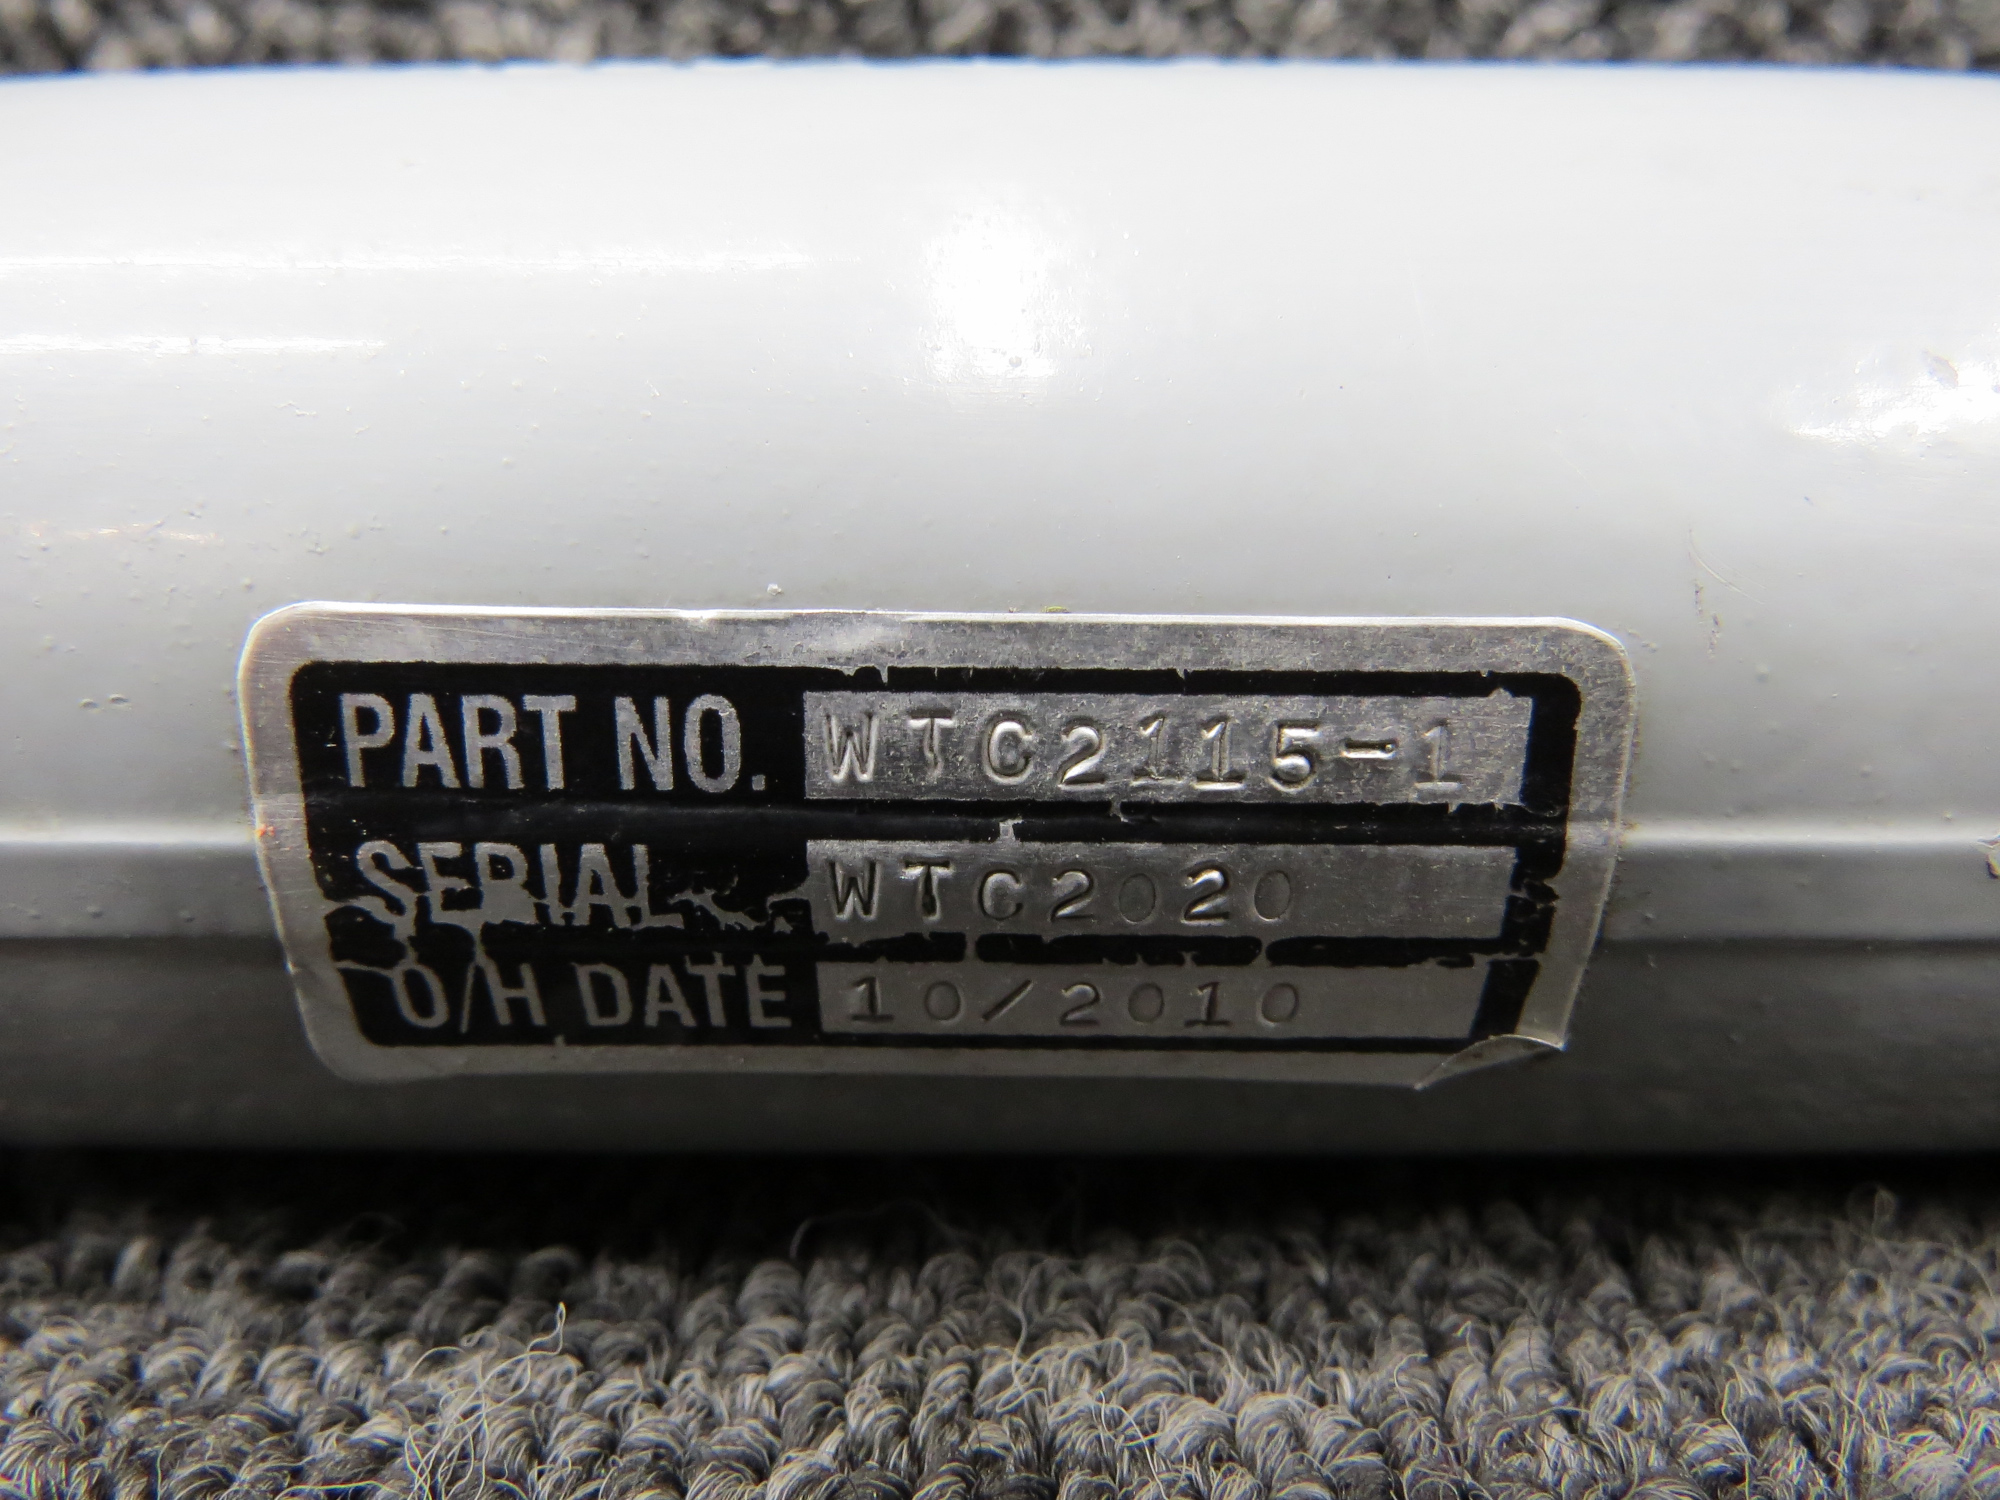 PART NO. WTC2115-1
SERIAL WTC2020
O/H DATE 10/2010